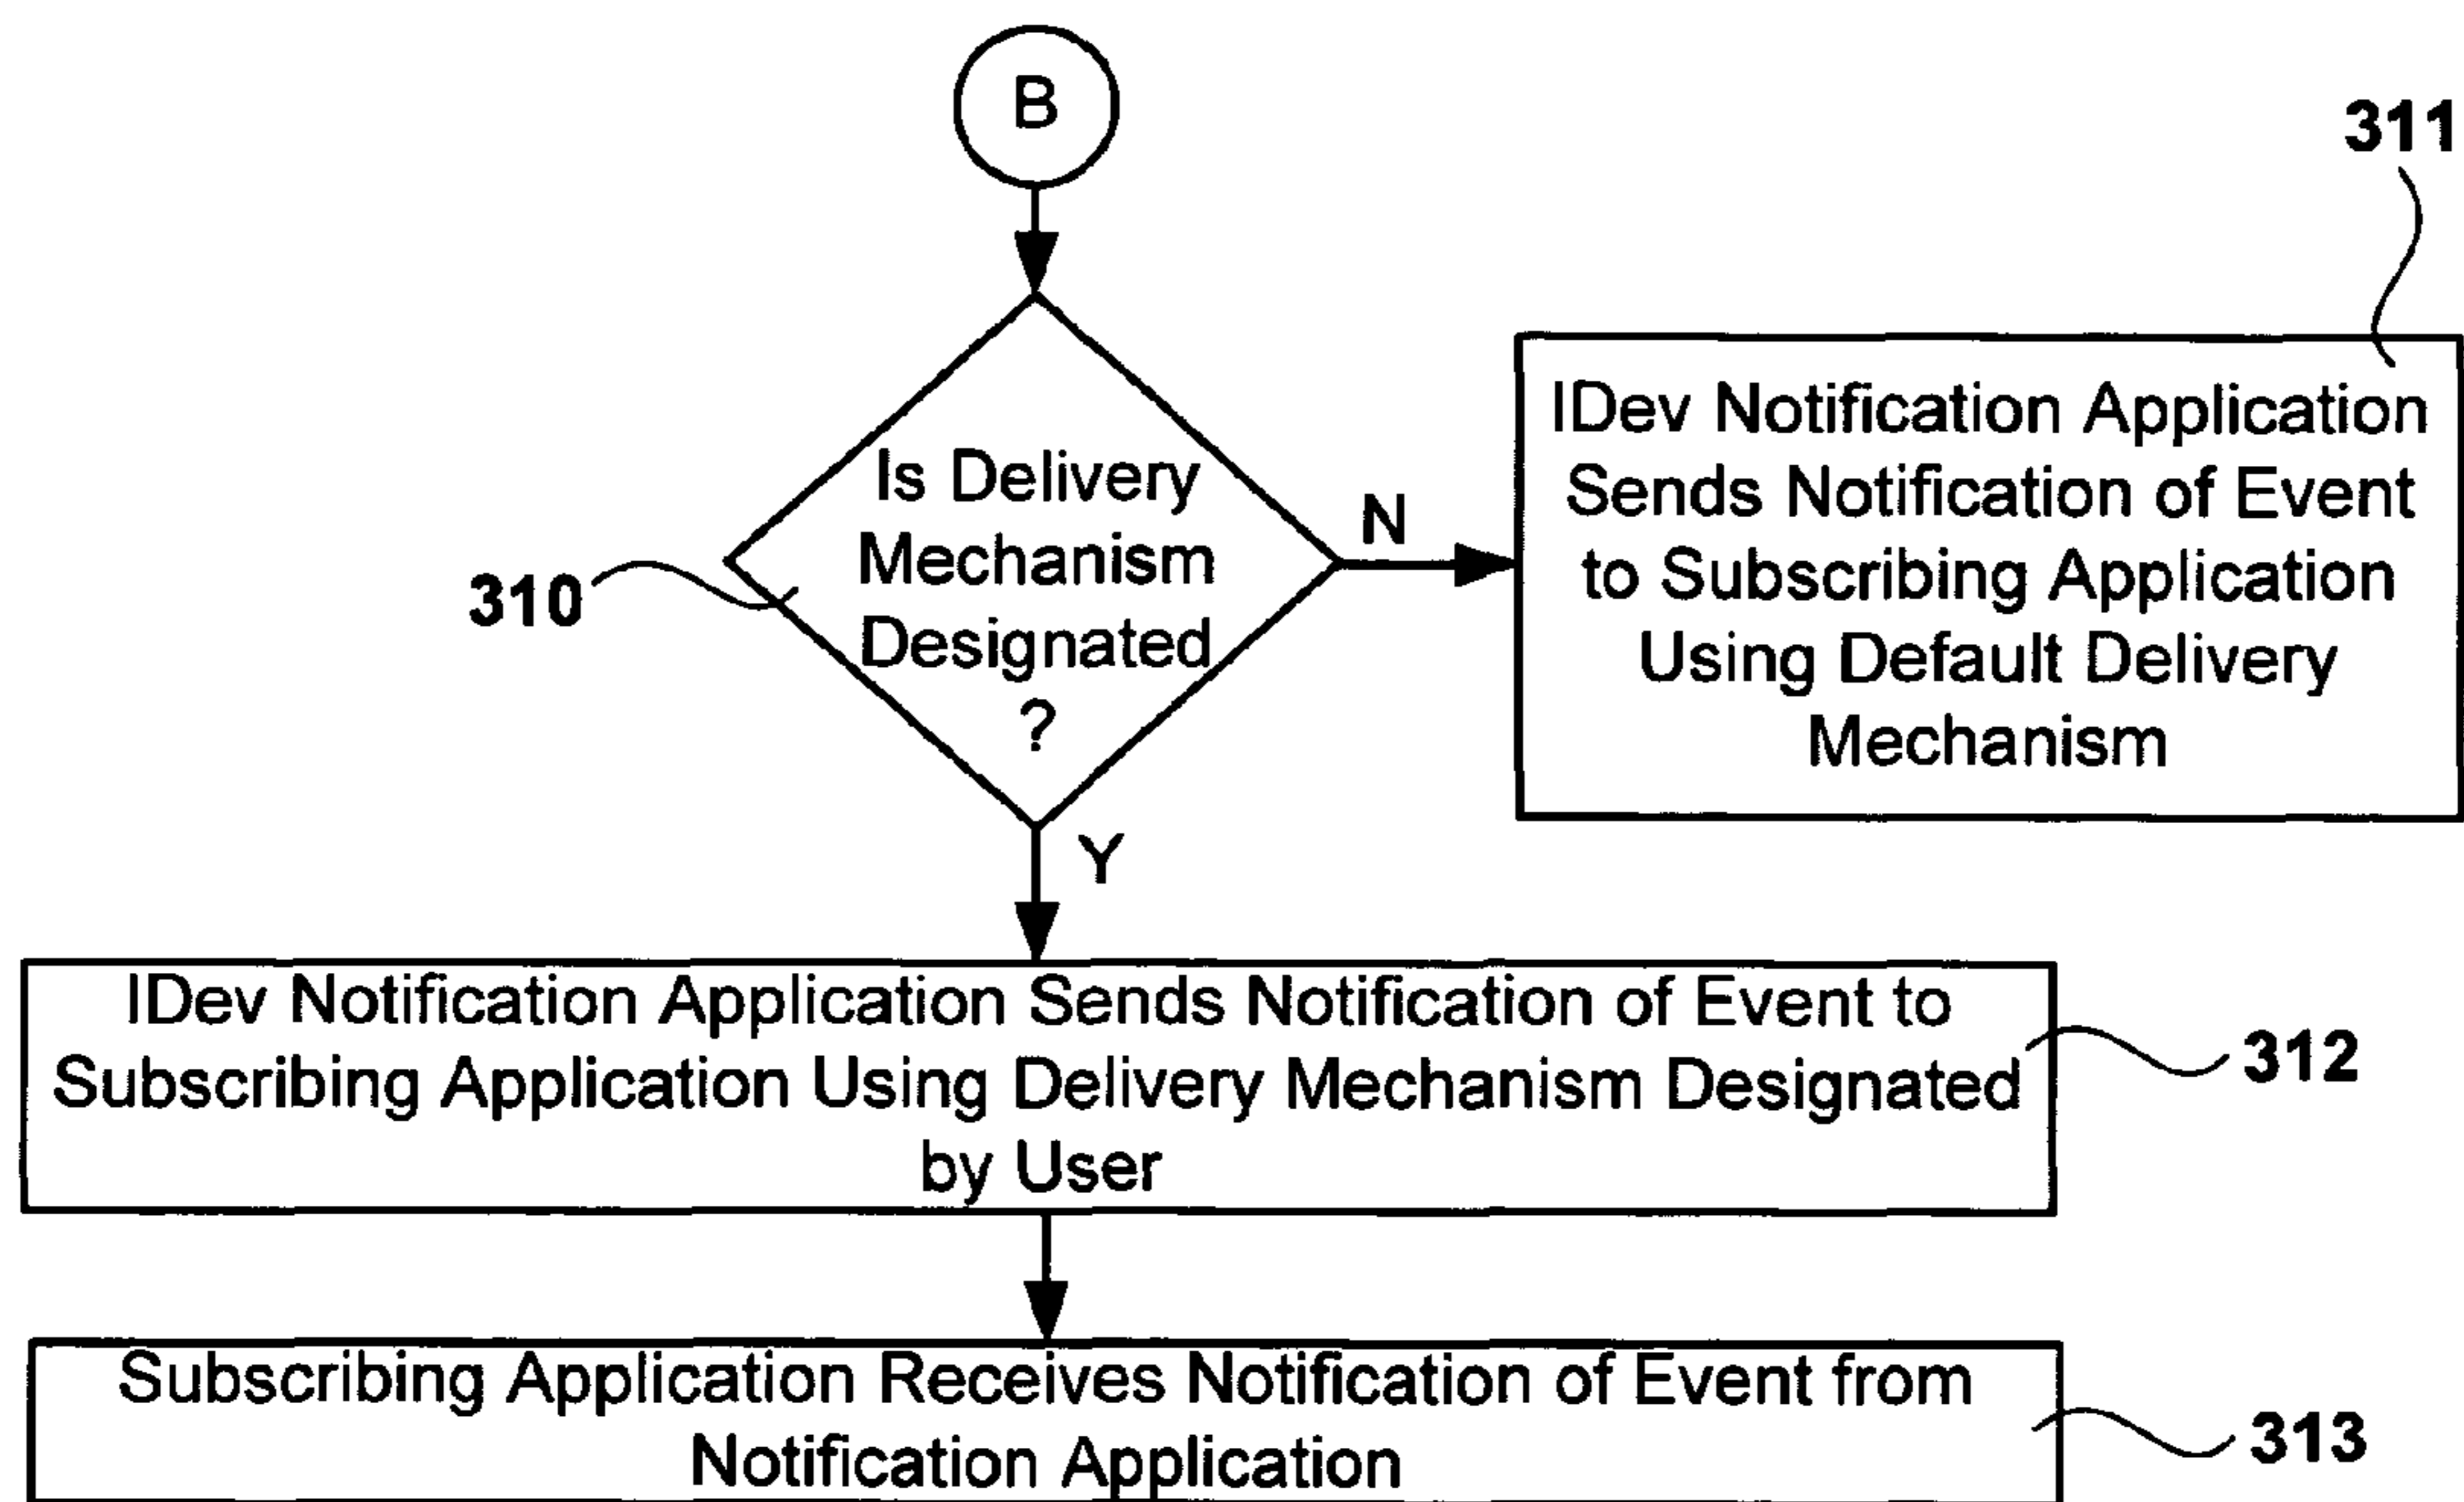 B
311
Is Delivery
Mechanism
Designated
?
310
N
IDev Notification Application
Sends Notification of Event
to Subscribing Application
Using Default Delivery
Mechanism
Y
IDev Notification Application Sends Notification of Event to
Subscribing Application Using Delivery Mechanism Designated
by User
312
Subscribing Application Receives Notification of Event from
Notification Application
313